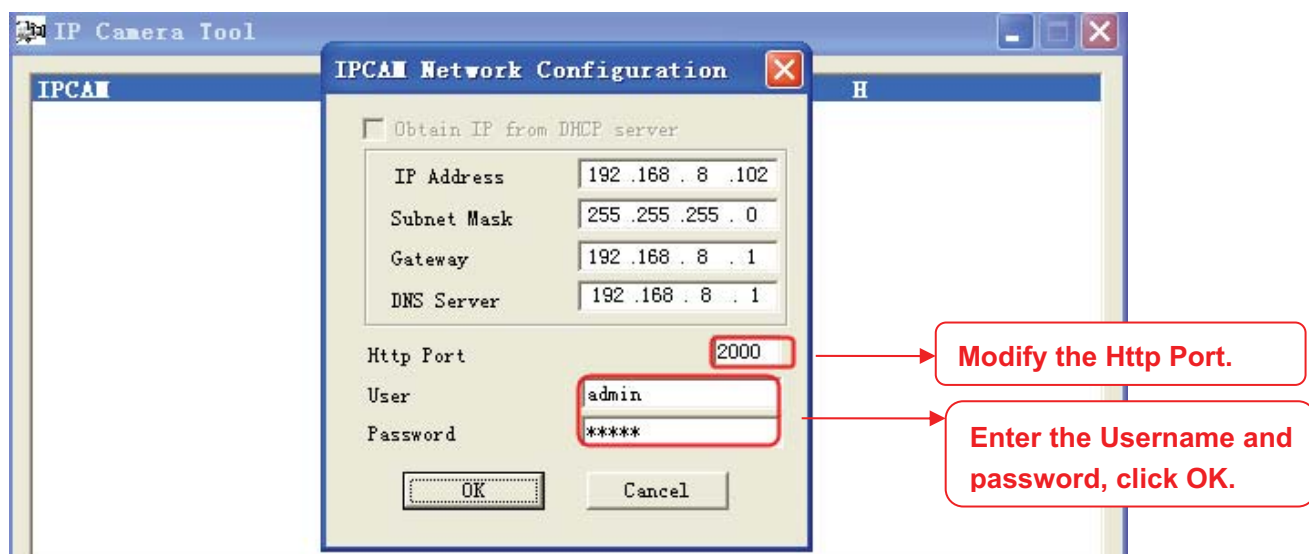 IP Camera Tool
IPCAM Network Configuration
IPCAM
H
Obtain IP from DHCP server
IP Address 192 .168 . 8 .102
Subnet Mask 255 .255 .255 . 0
Gateway 192 .168 . 8 . 1
DNS Server 192 .168 . 8 . 1
Http Port 2000
Modify the Http Port.
User admin
Password *****
Enter the Username and
password, click OK.
OK Cancel